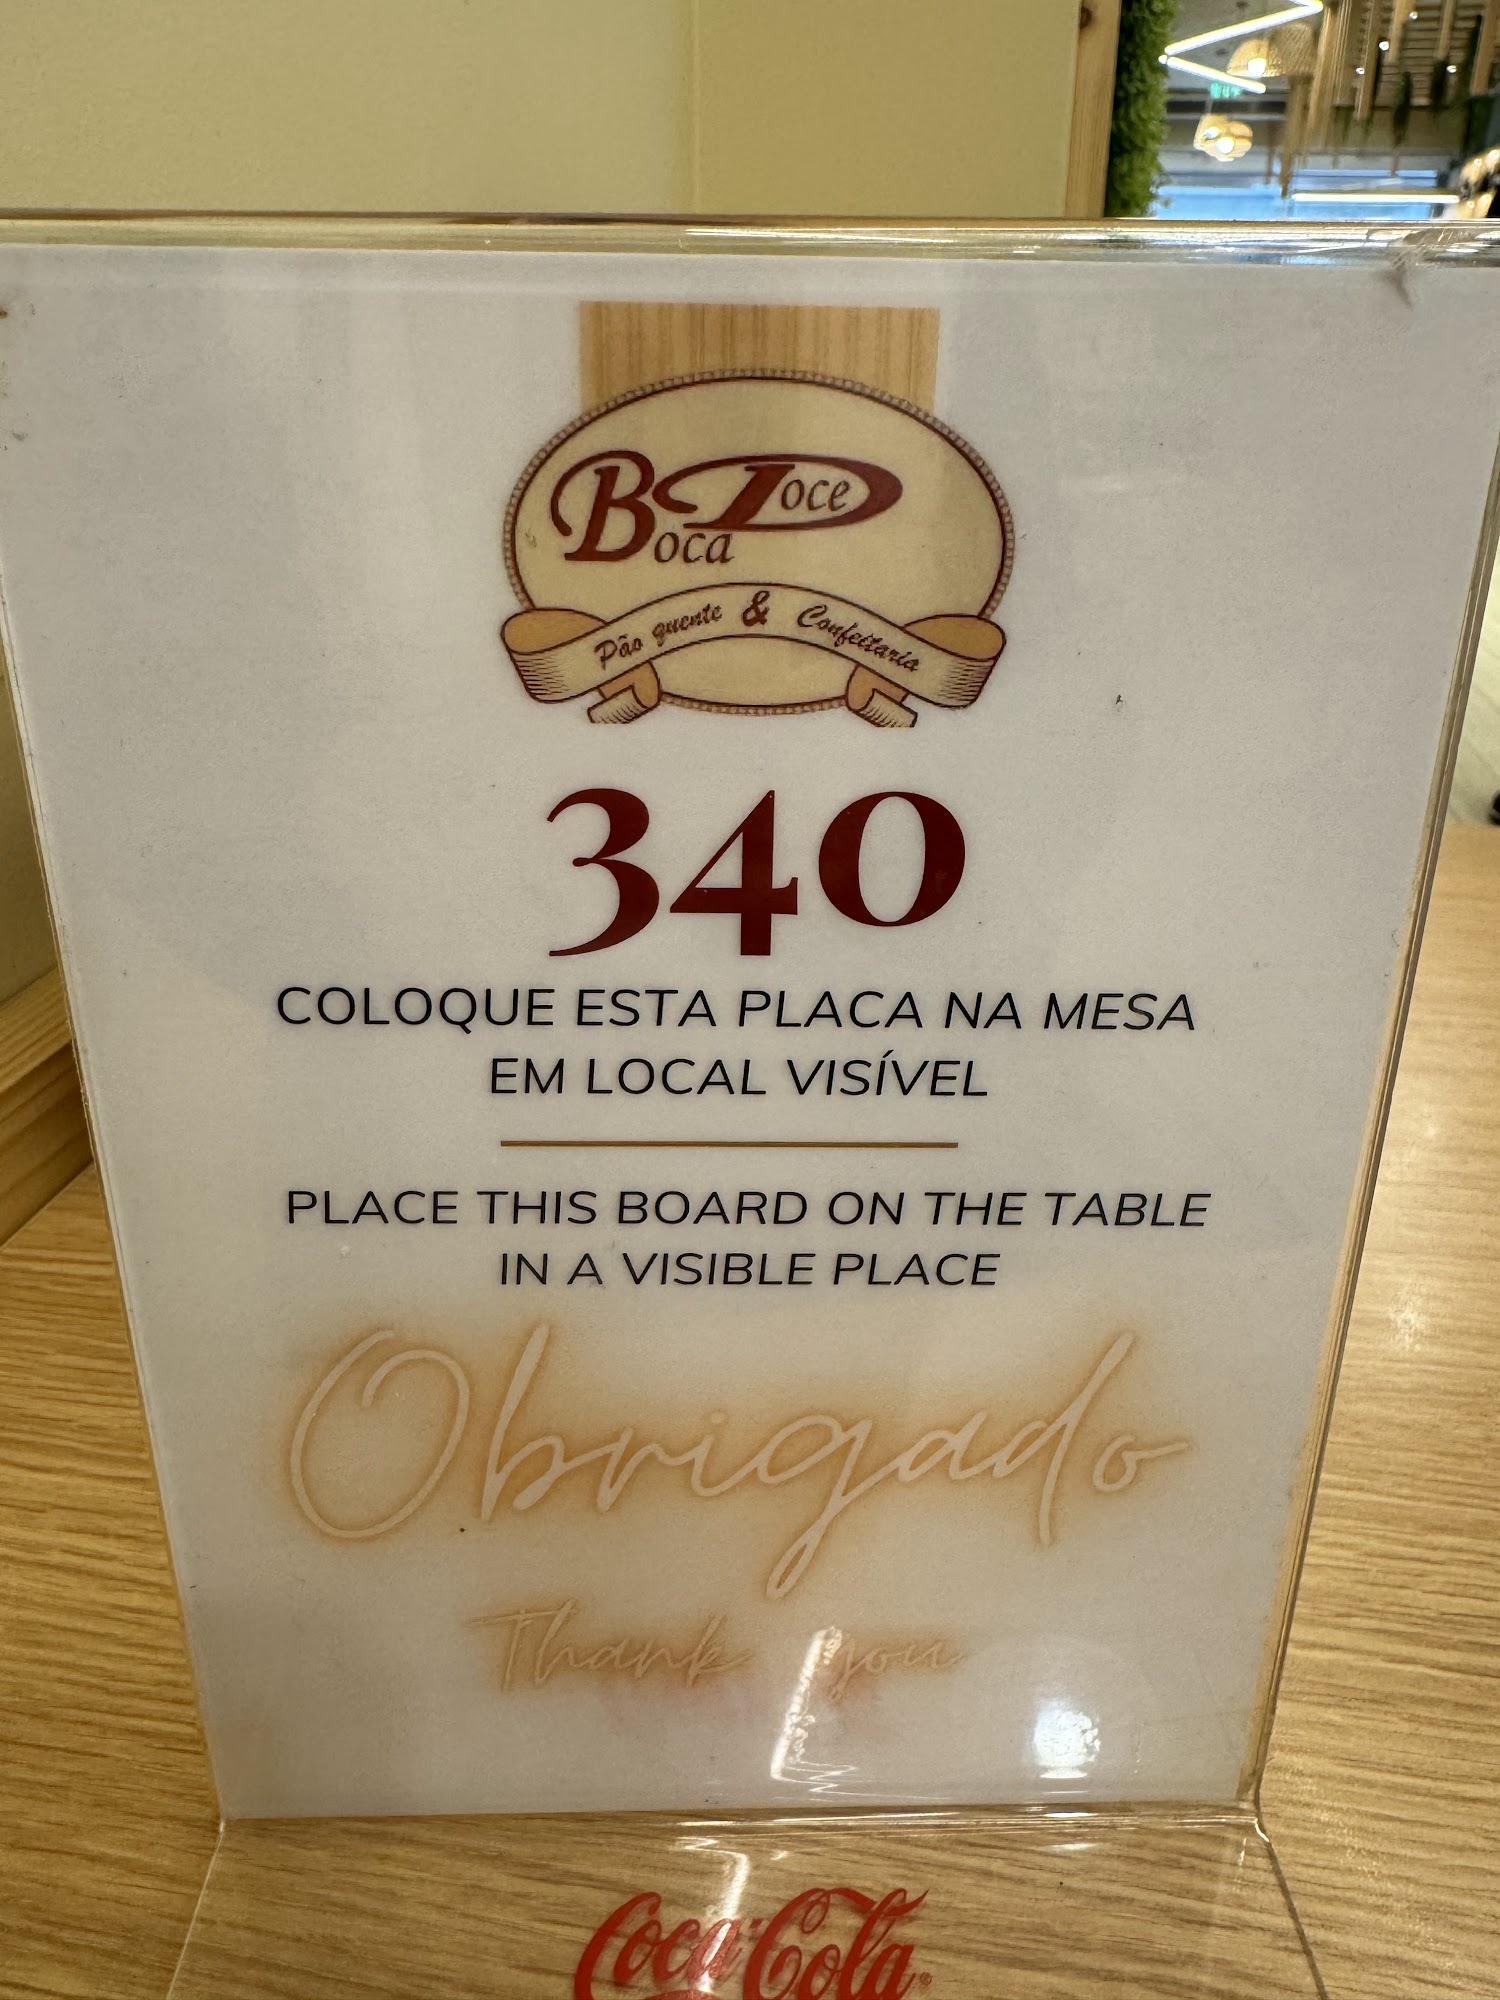 Boca Doce
Pão quente & Confeitaria
340
COLOQUE ESTA PLACA NA MESA
EM LOCAL VISÍVEL
PLACE THIS BOARD ON THE TABLE
IN A VISIBLE PLACE
Obrigado
Thank you
Coca-Cola®